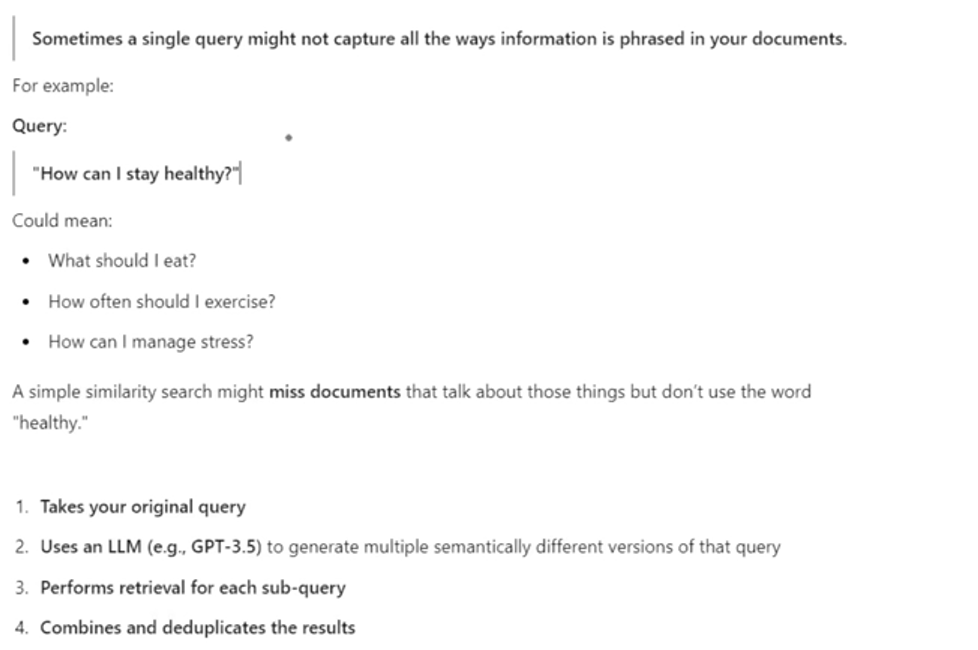 Sometimes a single query might not capture all the ways information is phrased in your documents.
For example:
Query:
"How can I stay healthy?"
Could mean:
• What should I eat?
• How often should I exercise?
• How can I manage stress?
A simple similarity search might miss documents that talk about those things but don't use the word
"healthy."
1. Takes your original query
2. Uses an LLM (e.g., GPT-3.5) to generate multiple semantically different versions of that query
3. Performs retrieval for each sub-query
4. Combines and deduplicates the results